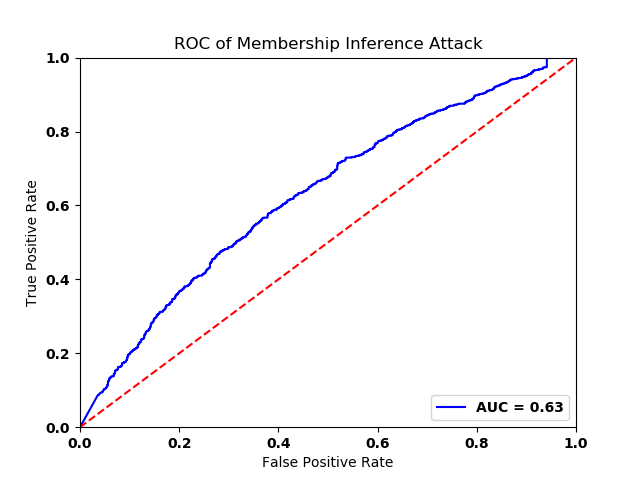 ROC of Membership Inference Attack
True Positive Rate
1.0
0.8
0.6
0.4
0.2
0.0
AUC = 0.63
0.0 0.2 0.4 0.6 0.8 1.0
False Positive Rate